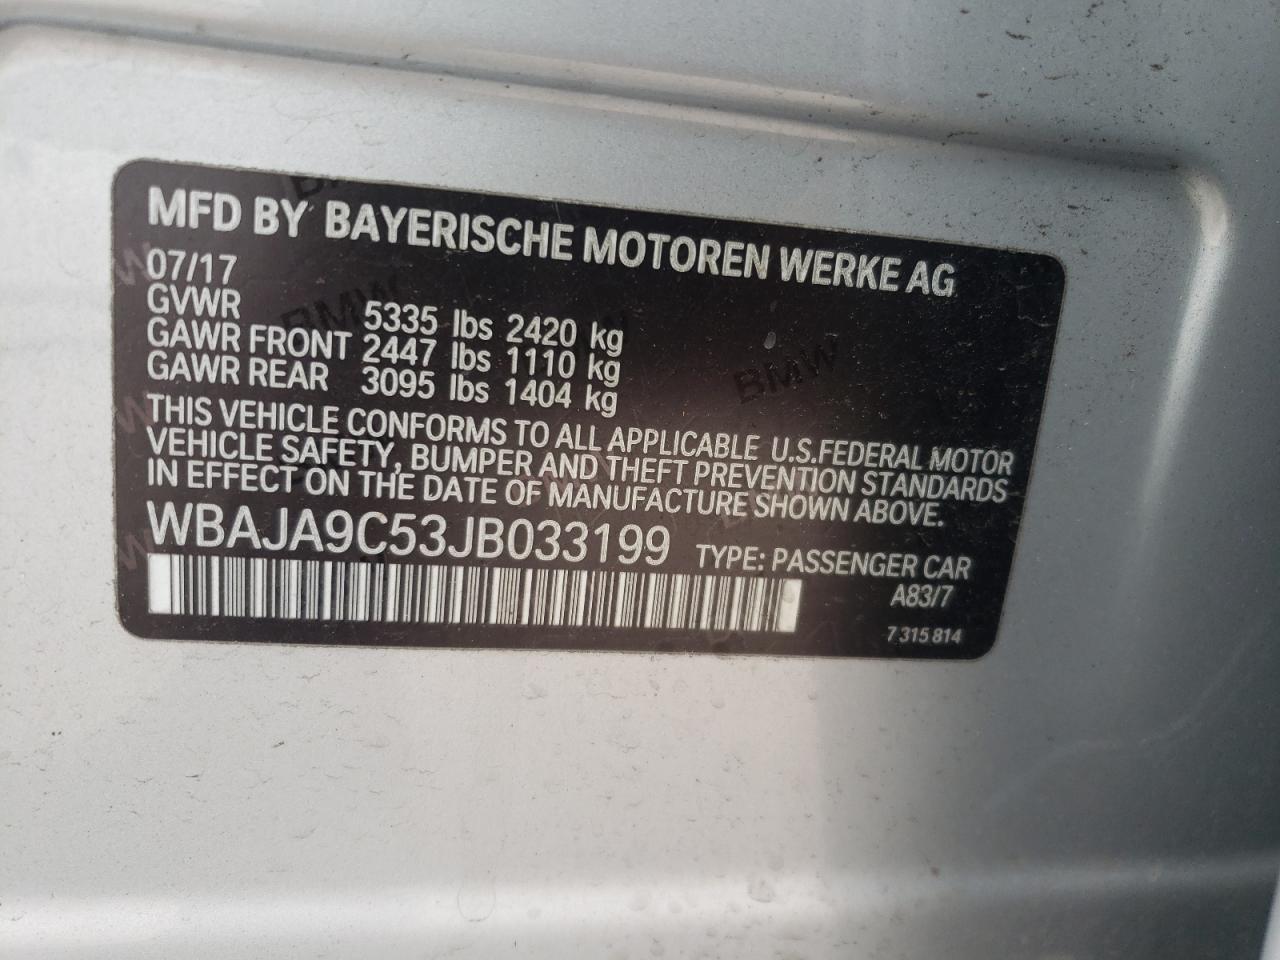 MFD BY BAYERISCHE MOTOREN WERKE AG
07/17
GVWR 5335 lbs 2420 kg
GAWR FRONT 2447 lbs 1110 kg
GAWR REAR 3095 lbs 1404 kg
THIS VEHICLE CONFORMS TO ALL APPLICABLE U.S.FEDERAL MOTOR
VEHICLE SAFETY, BUMPER AND THEFT PREVENTION STANDARDS
IN EFFECT ON THE DATE OF MANUFACTURE SHOWN ABOVE.
WBAJA9C53JB033199 TYPE: PASSENGER CAR
A83/7
7 315 814
BMW
BMW